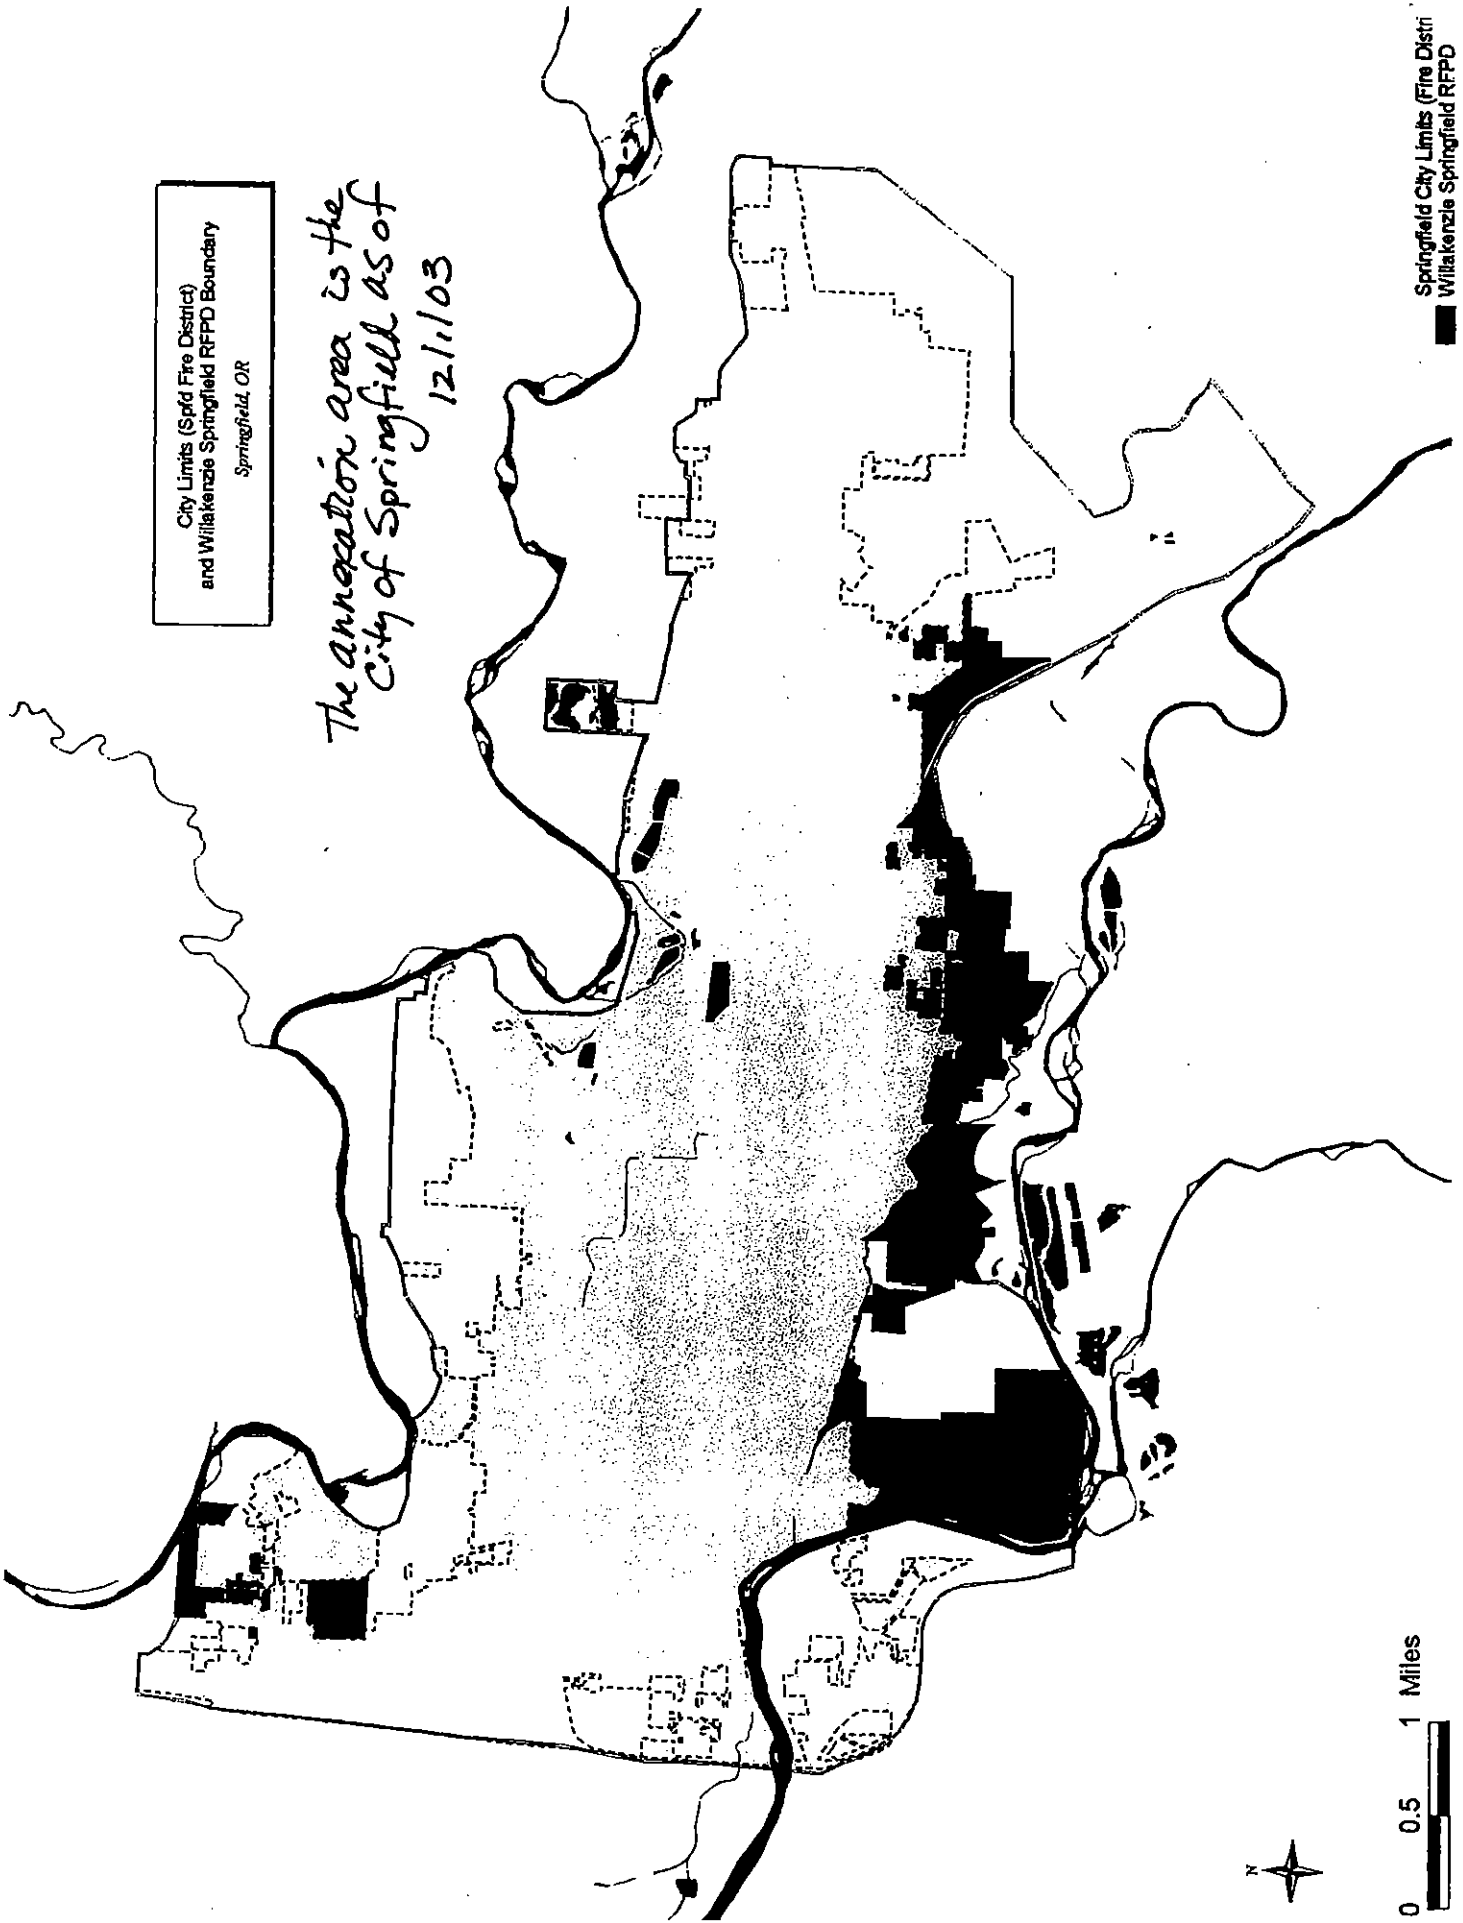 City Limits (Spfd Fire District)
and Willakenzie Springfield RFPD Boundary
Springfield, OR
The annexation area is the
City of Springfield as of
12/1/03
Springfield City Limits (Fire Distri
Willakenzie Springfield RFPD
N
0 0.5 1 Miles